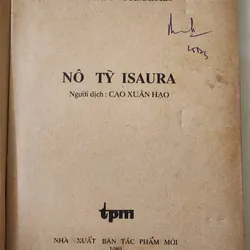 NÔ TỲ ISAURA
Người dịch : CAO XUÂN HẠO
tpm
NHÀ XUẤT BẢN TÁC PHẨM MỚI